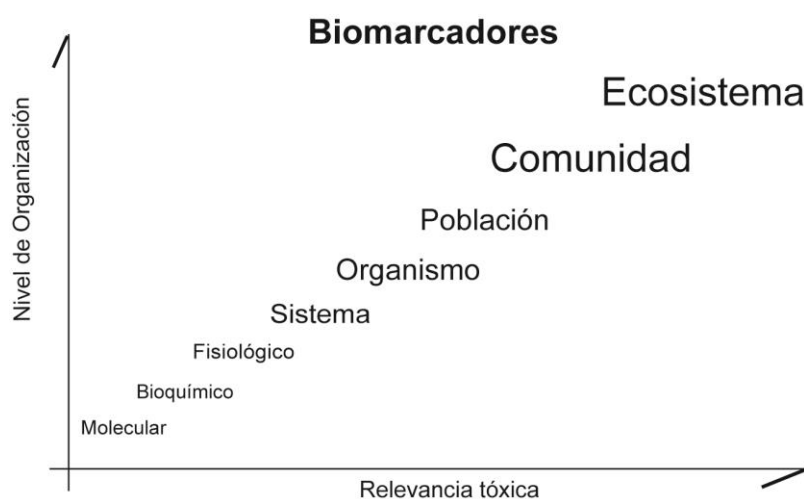 Biomarcadores
Ecosistema
Comunidad
Población
Organismo
Sistema
Fisiológico
Bioquímico
Molecular
Nivel de Organización
Relevancia tóxica